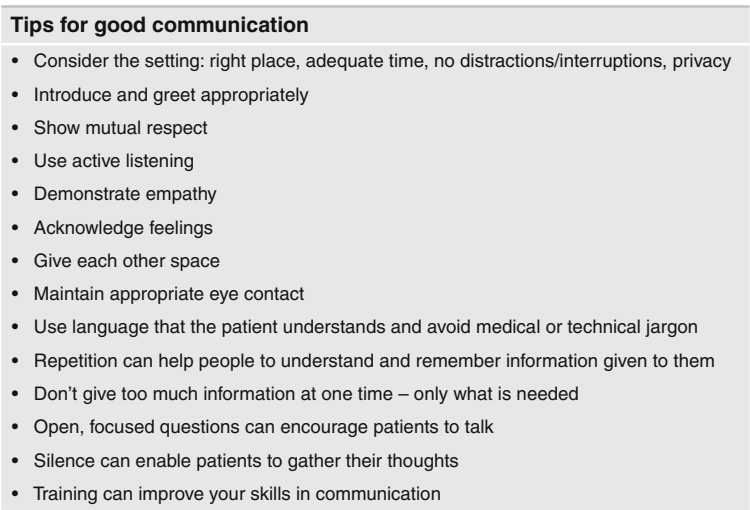 Tips for good communication
• Consider the setting: right place, adequate time, no distractions/interruptions, privacy
• Introduce and greet appropriately
• Show mutual respect
• Use active listening
• Demonstrate empathy
• Acknowledge feelings
• Give each other space
• Maintain appropriate eye contact
• Use language that the patient understands and avoid medical or technical jargon
• Repetition can help people to understand and remember information given to them
• Don't give too much information at one time – only what is needed
• Open, focused questions can encourage patients to talk
• Silence can enable patients to gather their thoughts
• Training can improve your skills in communication